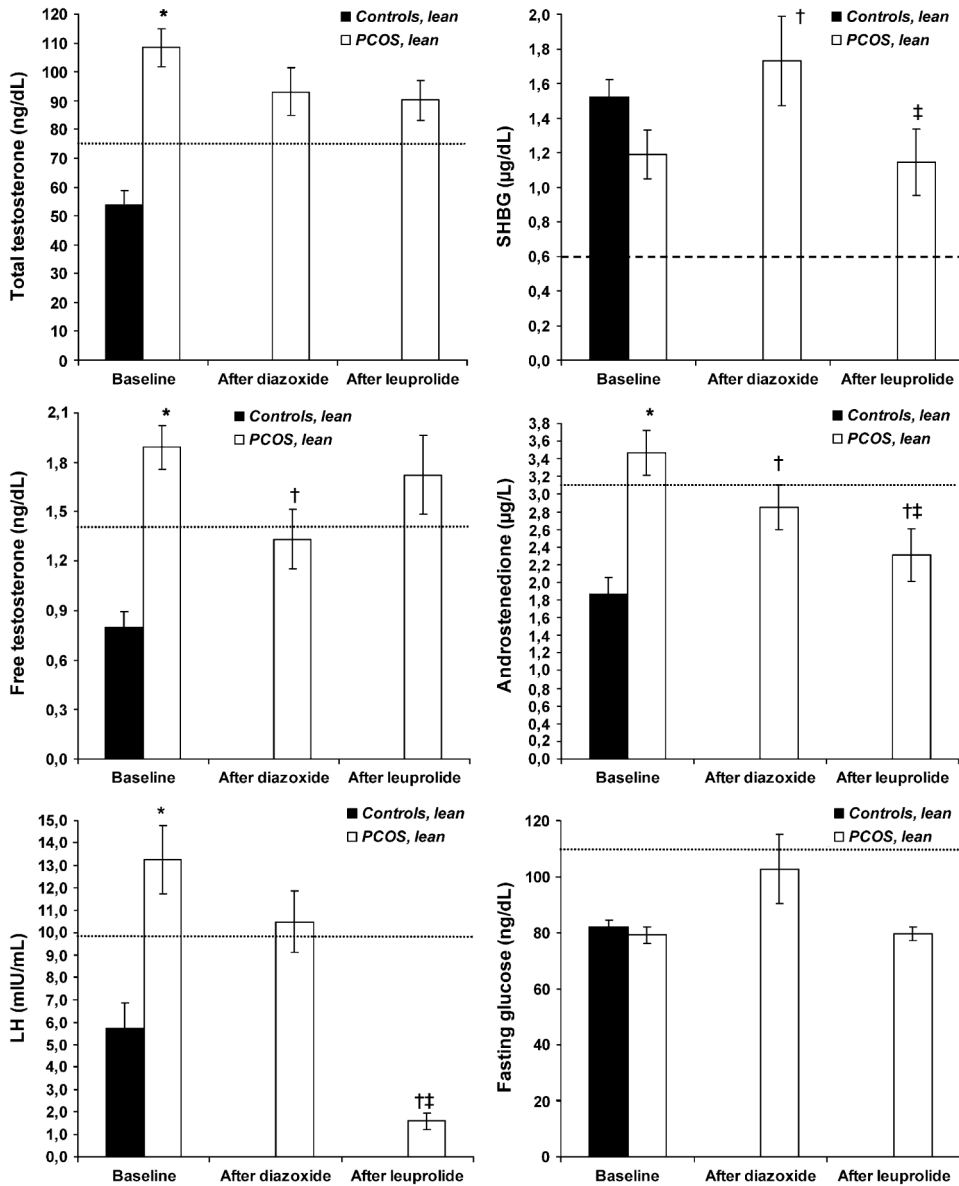 Total testosterone (ng/dL)
120
110
100
90
80
70
60
50
40
30
20
10
0
*
Controls, lean
PCOS, lean
Baseline
After diazoxide
After leuprolide
SHBG (µg/dL)
2,0
1,8
1,6
1,4
1,2
1,0
0,8
0,6
0,4
0,2
0,0
†
‡
Controls, lean
PCOS, lean
Baseline
After diazoxide
After leuprolide
Free testosterone (ng/dL)
2,1
1,8
1,5
1,2
0,9
0,6
0,3
0,0
*
†
Controls, lean
PCOS, lean
Baseline
After diazoxide
After leuprolide
Androstenedione (µg/L)
3,8
3,6
3,4
3,2
3,0
2,8
2,6
2,4
2,2
2,0
1,8
1,6
1,4
1,2
1,0
0,8
0,6
0,4
0,2
0,0
*
†
†‡
Controls, lean
PCOS, lean
Baseline
After diazoxide
After leuprolide
LH (mIU/mL)
15,0
14,0
13,0
12,0
11,0
10,0
9,0
8,0
7,0
6,0
5,0
4,0
3,0
2,0
1,0
0,0
*
†‡
Controls, lean
PCOS, lean
Baseline
After diazoxide
After leuprolide
Fasting glucose (ng/dL)
120
100
80
60
40
20
0
Controls, lean
PCOS, lean
Baseline
After diazoxide
After leuprolide